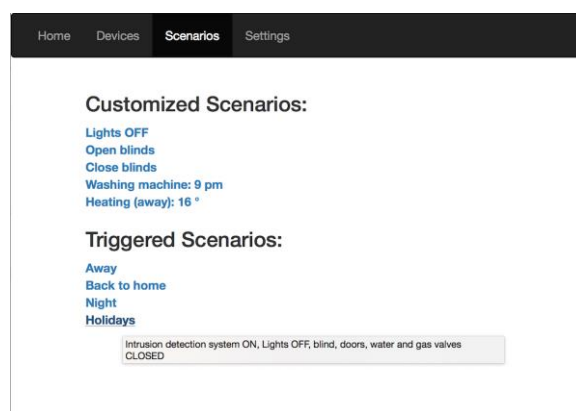 Home Devices Scenarios Settings
Customized Scenarios:
Lights OFF
Open blinds
Close blinds
Washing machine: 9 pm
Heating (away): 16 °
Triggered Scenarios:
Away
Back to home
Night
Holidays
Intrusion detection system ON, Lights OFF, blind, doors, water and gas valves
CLOSED